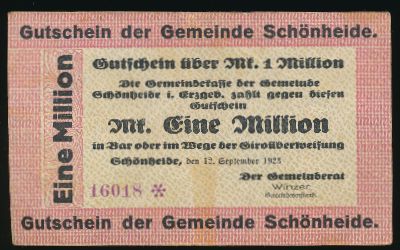 Gutschein der Gemeinde Schönheide.
Eine Million
Gutschein über Mk. 1 Million
Die Gemeindekasse der Gemeinde
Schönheide i. Erzgeb. zahlt gegen diesen
Gutschein
Mk. Eine Million
in Bar oder im Wege der Giroüberweisung
Schönheide, den 12. September 1923
Der Gemeinderat
Winzer,
16018 *
Gutschein der Gemeinde Schönheide.